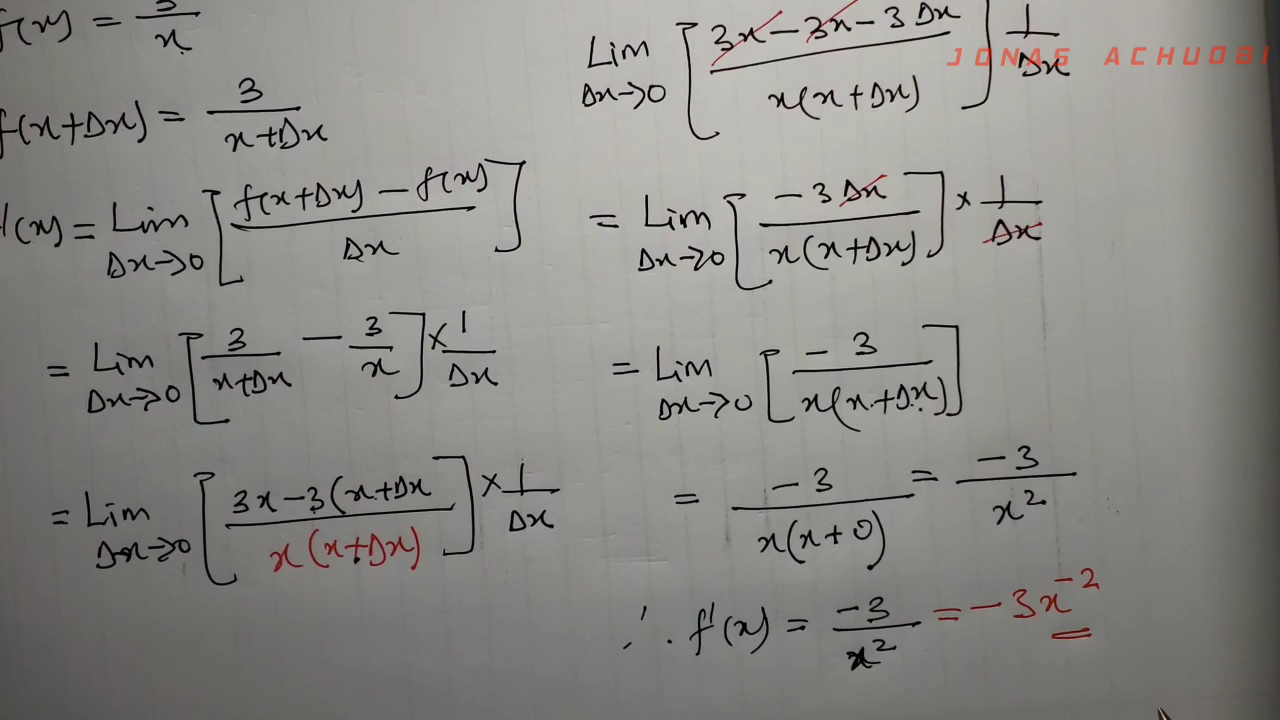 f(x) = 3/x
f(x+Δx) = 3/(x+Δx)
f'(x) = Lim Δx→0 [(f(x+Δx) − f(x))/Δx]
= Lim Δx→0 [3/(x+Δx) − 3/x] × 1/Δx
= Lim Δx→0 [(3x−3(x+Δx)/(x(x+Δx))] × 1/Δx
Lim Δx→0 [(3x − 3x − 3Δx)/(x(x+Δx))] 1/Δx
JONAS ACHUOBI
= Lim Δx→0 [−3Δx/(x(x+Δx))] × 1/Δx
= Lim Δx→0 [−3/(x(x+Δx))]
= −3/(x(x+0)) = −3/x²
∴ f'(x) = −3/x² = −3x⁻²